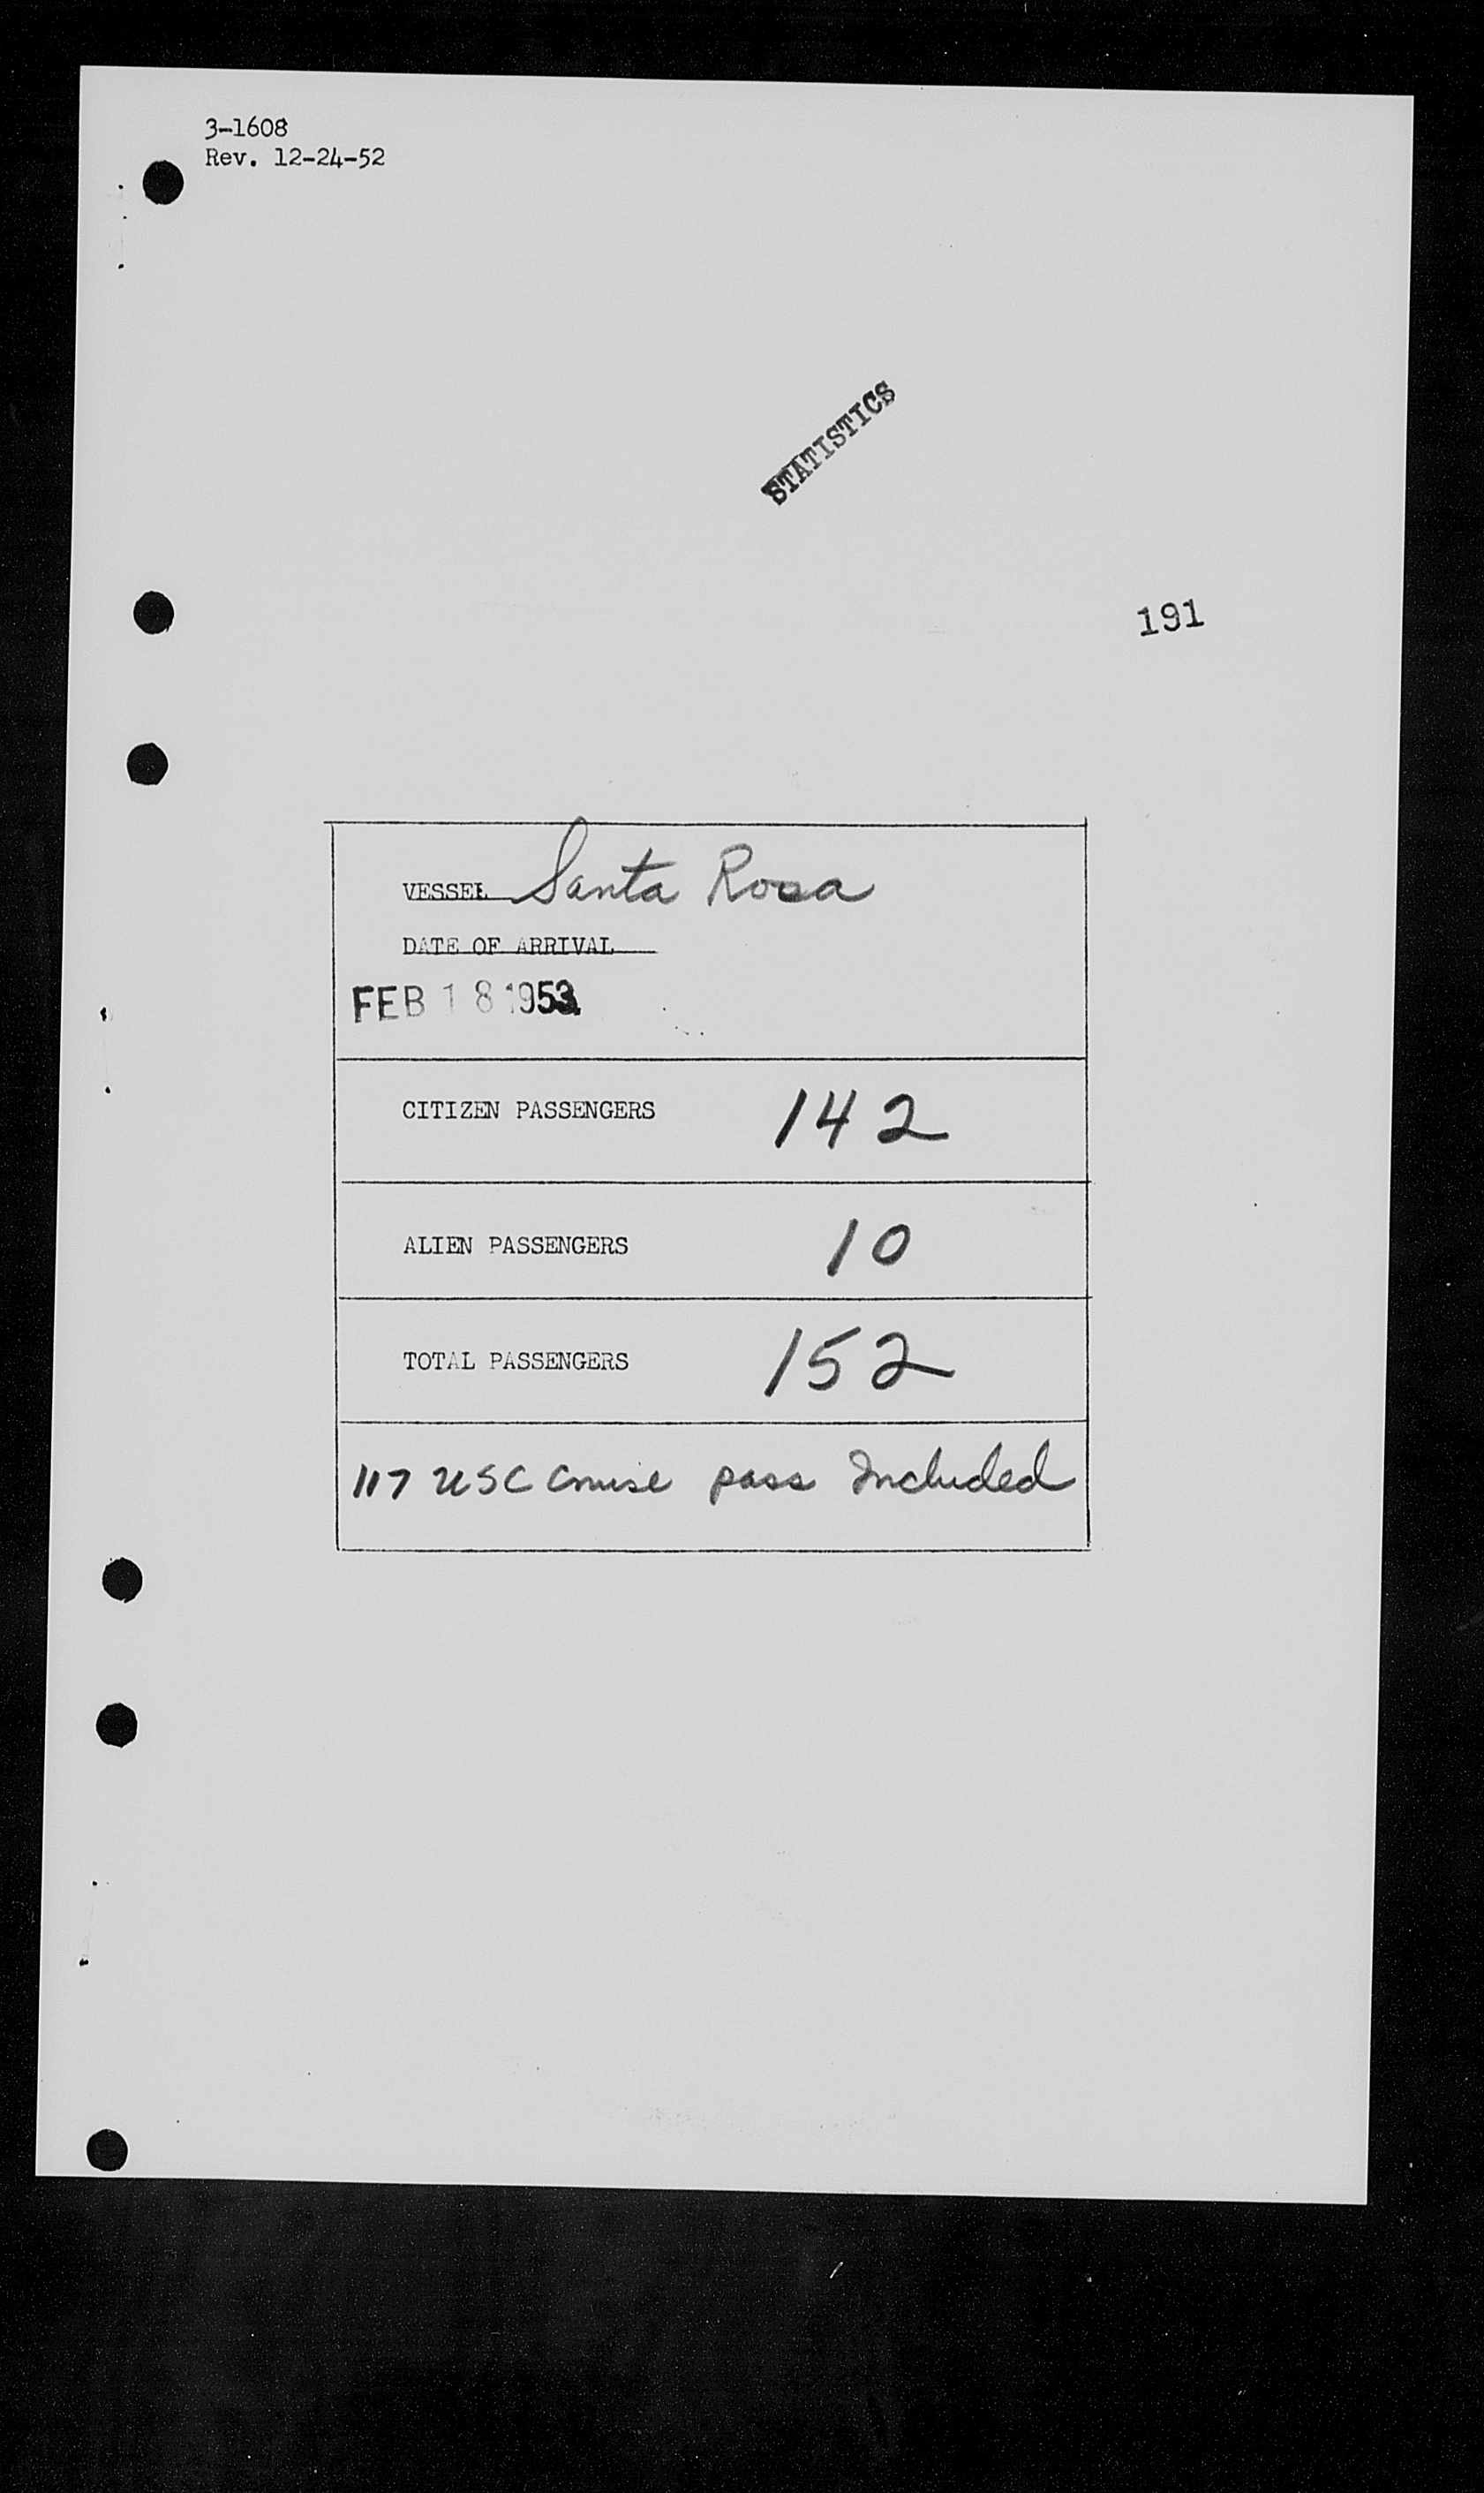 3-1608
Rev. 12-24-52
STATISTICS
191
VESSEL Santa Rosa
DATE OF ARRIVAL
FEB 18 1953
CITIZEN PASSENGERS 142
ALIEN PASSENGERS 10
TOTAL PASSENGERS 152
117 USC Cruise pass Included